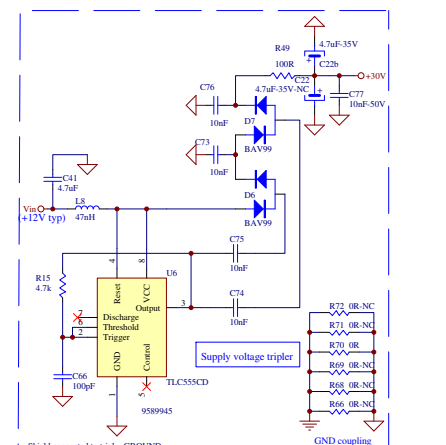 R49
100R
4.7uF-35V
C22b
C76
10nF
C22
4.7uF-35V-NC
+30V
C77
10nF-50V
D7
BAV99
C73
10nF
C41
4.7uF
D6
BAV99
L8
47nH
Vin
(+12V typ)
C75
10nF
R15
4.7k
U6
4
8
Reset
VCC
Output
3
C74
10nF
7
Discharge
6
Threshold
2
Trigger
GND
Control
1
5
C66
100pF
TLC555CD
9589945
Supply voltage tripler
R72 0R-NC
R71 0R-NC
R70 0R
R69 0R-NC
R68 0R-NC
R66 0R-NC
GND coupling